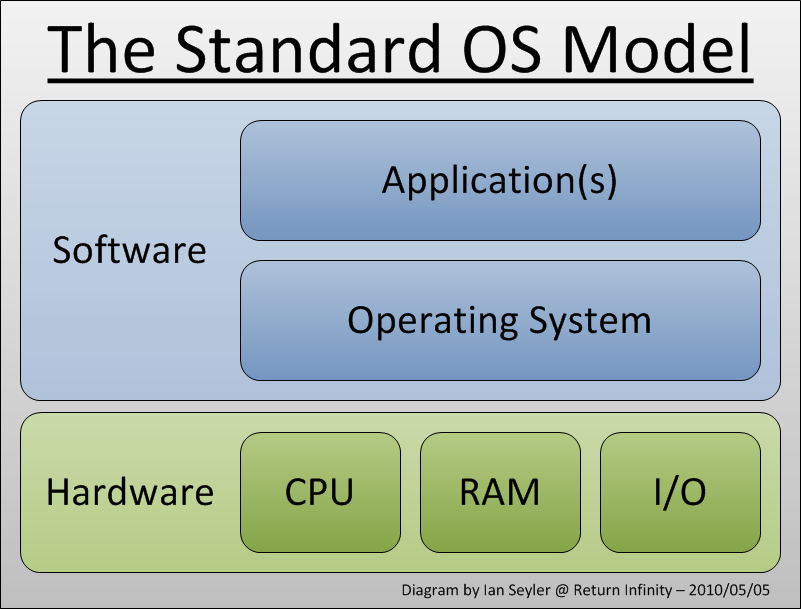 The Standard OS Model
Software
Application(s)
Operating System
Hardware
CPU
RAM
I/O
Diagram by Ian Seyler @ Return Infinity – 2010/05/05